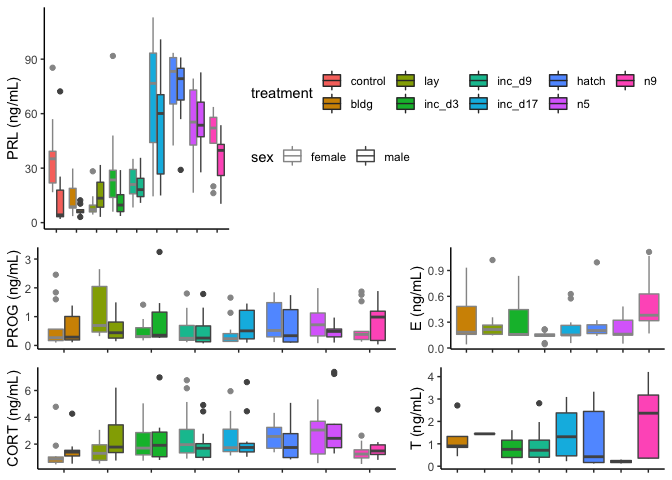 PRL (ng/mL)
90
60
30
0
treatment
control
lay
inc_d9
hatch
n9
bldg
inc_d3
inc_d17
n5
sex
female
male
PROG (ng/mL)
3
2
1
0
E (ng/mL)
0.9
0.6
0.3
0.0
CORT (ng/mL)
6
4
2
T (ng/mL)
4
3
2
1
0